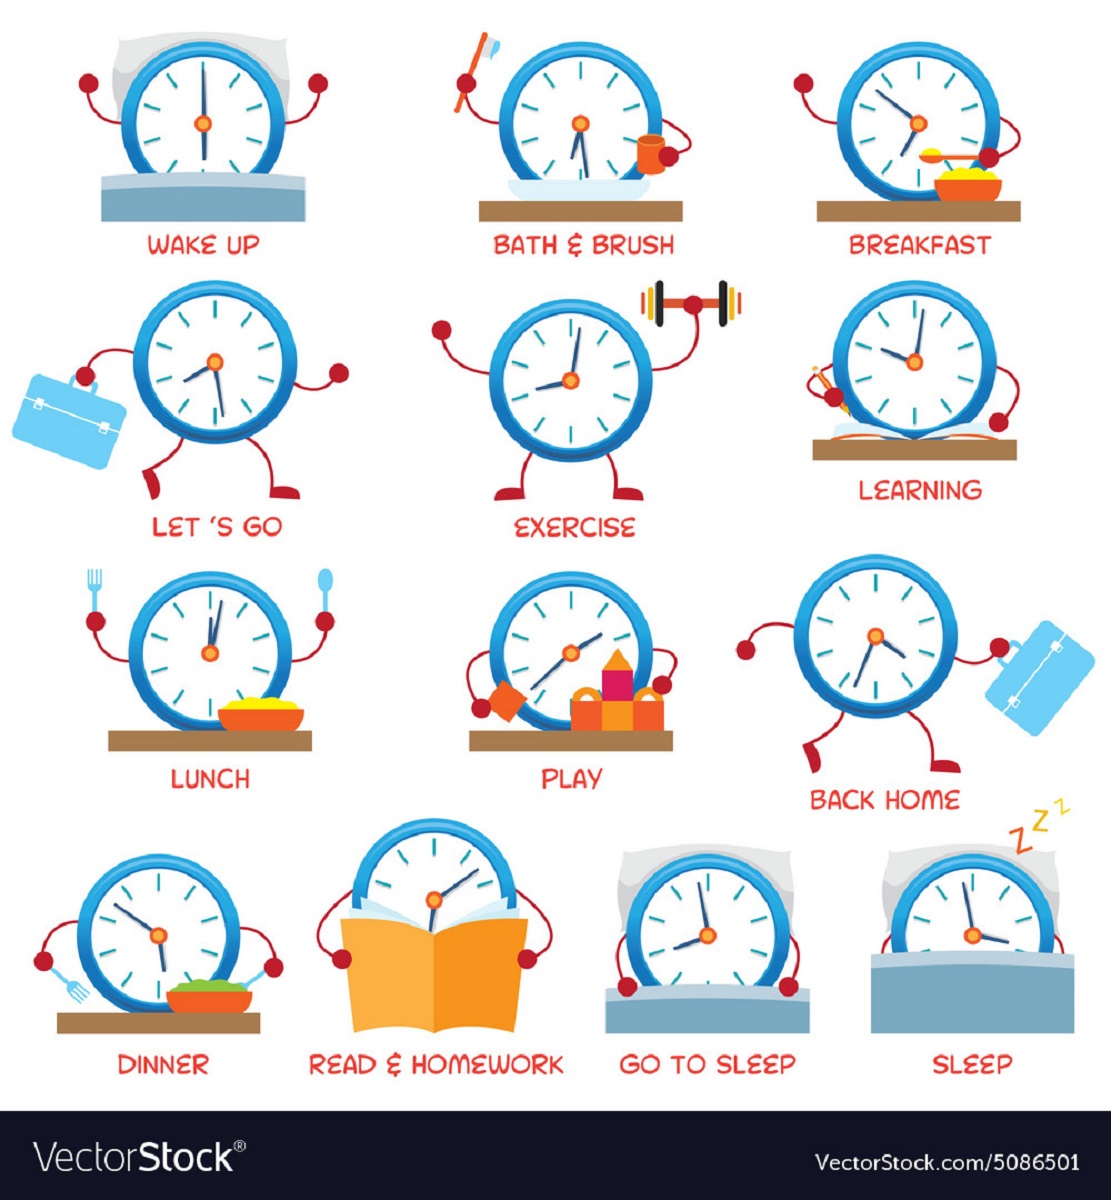 WAKE UP
BATH & BRUSH
BREAKFAST
LET 'S GO
EXERCISE
LEARNING
LUNCH
PLAY
BACK HOME
Z Z Z
DINNER
READ & HOMEWORK
GO TO SLEEP
SLEEP
VectorStock®
VectorStock.com/5086501